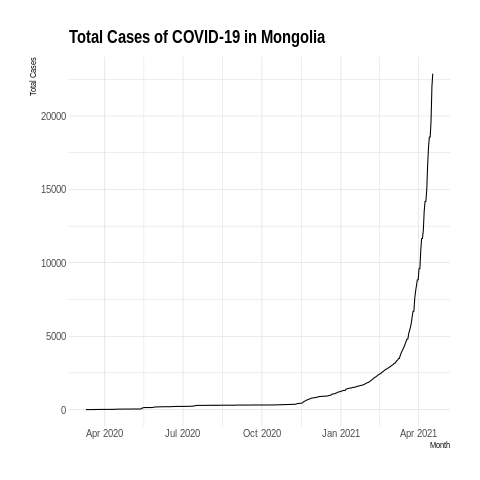 Total Cases of COVID-19 in Mongolia
Total Cases
20000
15000
10000
5000
0
Apr 2020 Jul 2020 Oct 2020 Jan 2021 Apr 2021
Month